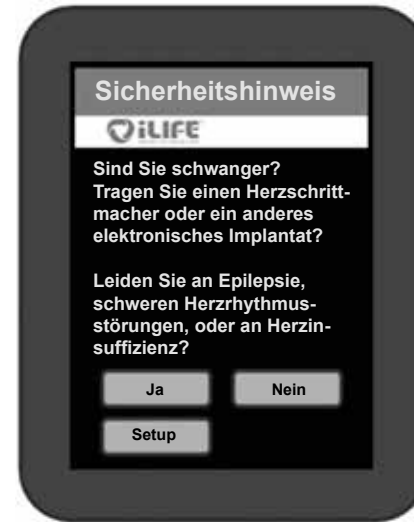 Sicherheitshinweis
iLIFE
Sind Sie schwanger?
Tragen Sie einen Herzschritt-
macher oder ein anderes
elektronisches Implantat?
Leiden Sie an Epilepsie,
schweren Herzrhythmus-
störungen, oder an Herzin-
suffizienz?
Ja Nein
Setup